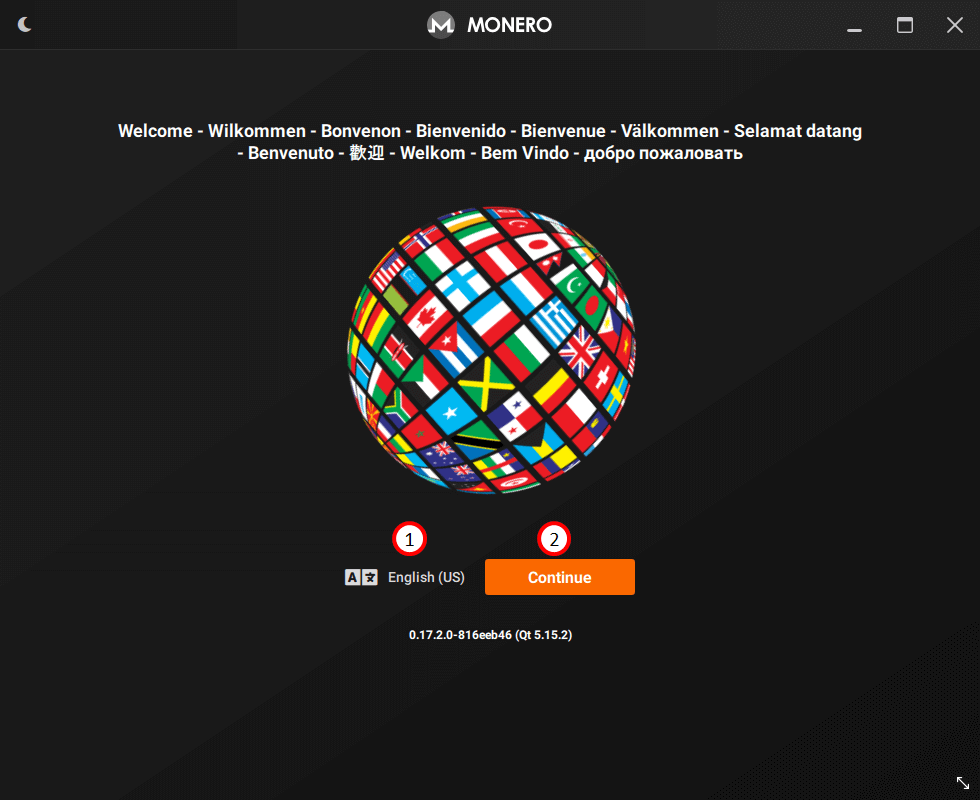 MONERO
Welcome - Wilkommen - Bonvenon - Bienvenido - Bienvenue - Välkommen - Selamat datang
- Benvenuto - 歡迎 - Welkom - Bem Vindo - добро пожаловать
1 2
English (US) Continue
0.17.2.0-816eeb46 (Qt 5.15.2)